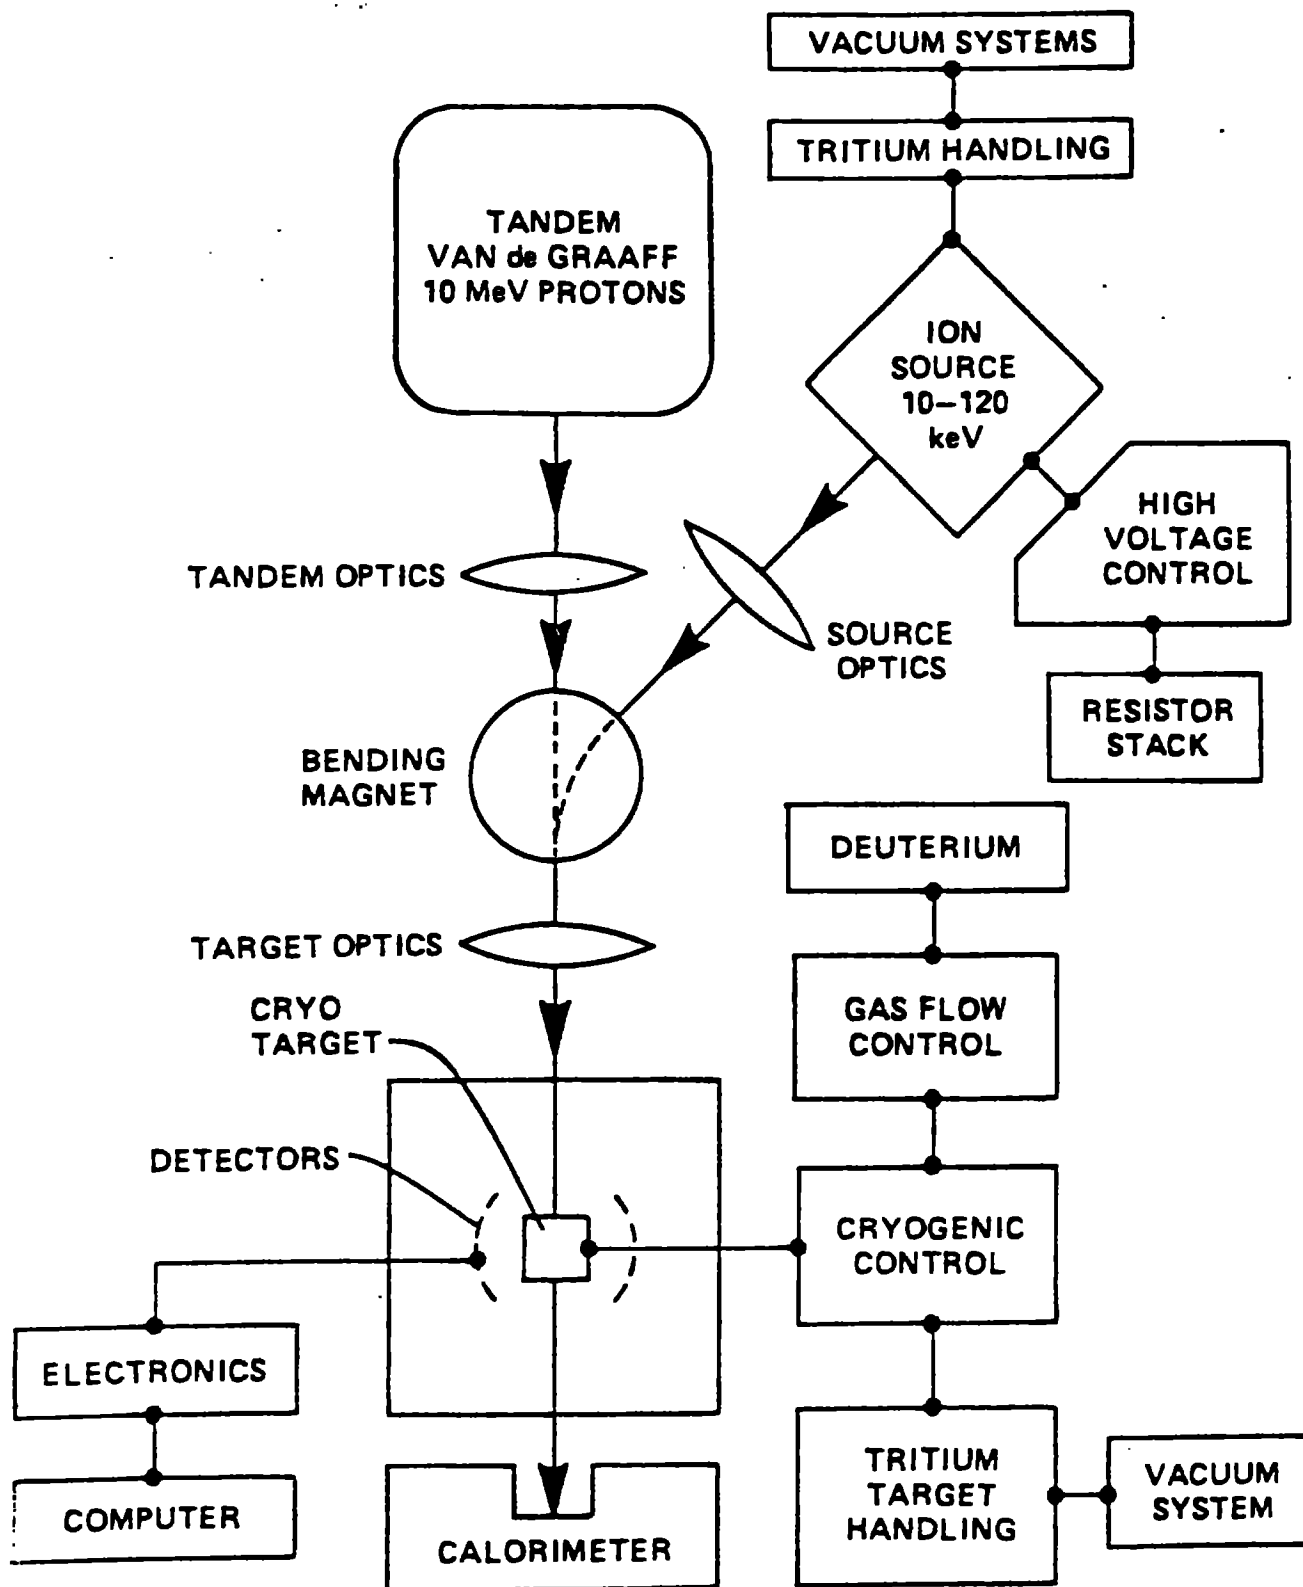 VACUUM SYSTEMS
TRITIUM HANDLING
TANDEM
VAN de GRAAFF
10 MeV PROTONS
ION
SOURCE
10–120
keV
HIGH
VOLTAGE
CONTROL
TANDEM OPTICS
SOURCE
OPTICS
RESISTOR
STACK
BENDING
MAGNET
DEUTERIUM
TARGET OPTICS
CRYO
TARGET
GAS FLOW
CONTROL
DETECTORS
CRYOGENIC
CONTROL
ELECTRONICS
COMPUTER
CALORIMETER
TRITIUM
TARGET
HANDLING
VACUUM
SYSTEM